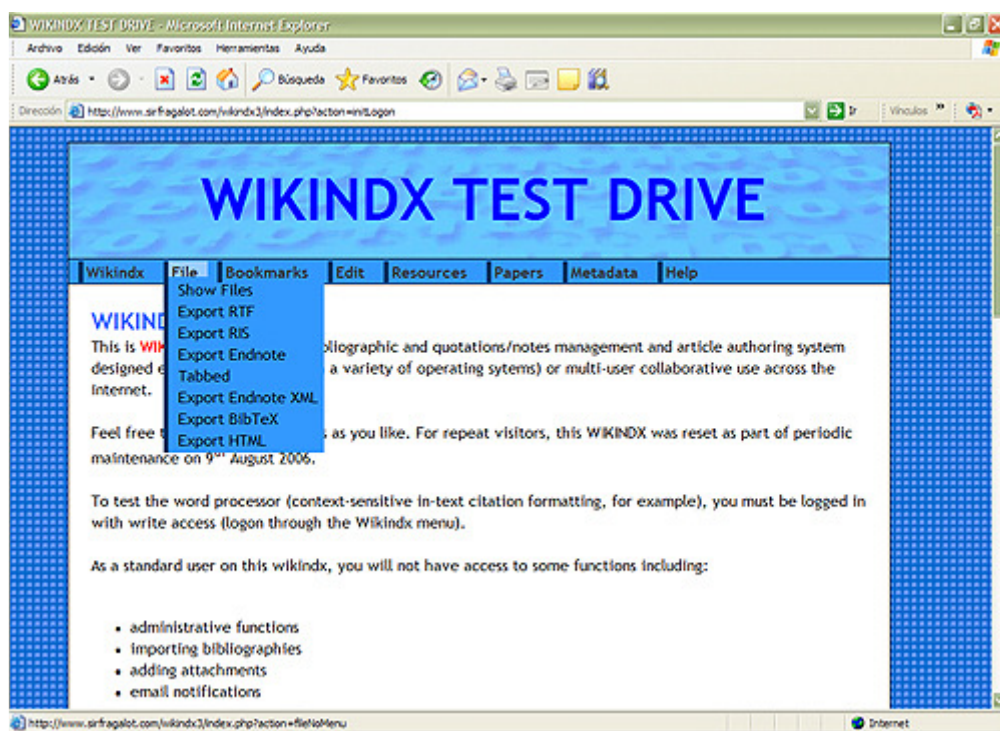 WIKINDX TEST DRIVE - Microsoft Internet Explorer
Archivo Edición Ver Favoritos Herramientas Ayuda
Atrás Búsqueda Favoritos
Dirección http://www.sirfragalot.com/wikindx3/index.php?action=initLogon Ir Vínculos »
WIKINDX TEST DRIVE
Wikindx File Bookmarks Edit Resources Papers Metadata Help
Show Files
Export RTF
Export RIS
Export Endnote
Tabbed
Export Endnote XML
Export BibTeX
Export HTML
WIKIND
This is WIK bliographic and quotations/notes management and article authoring system
designed e a variety of operating sytems) or multi-user collaborative use across the
Internet.
Feel free t s as you like. For repeat visitors, this WIKINDX was reset as part of periodic
maintenance on 9th August 2006.
To test the word processor (context-sensitive in-text citation formatting, for example), you must be logged in
with write access (logon through the Wikindx menu).
As a standard user on this wikindx, you will not have access to some functions including:
• administrative functions
• importing bibliographies
• adding attachments
• email notifications
http://www.sirfragalot.com/wikindx3/index.php?action=fileNoMenu Internet